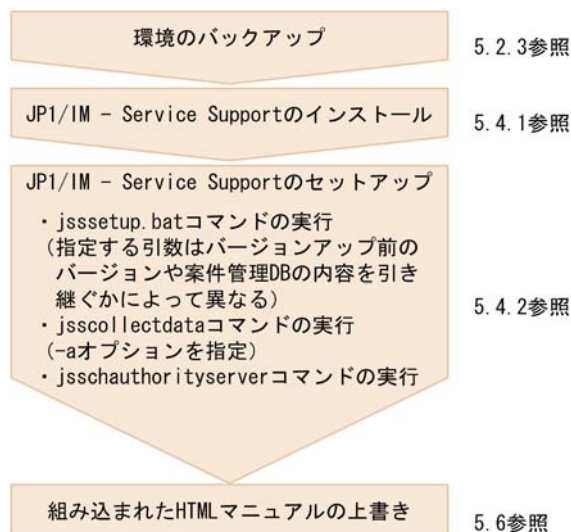 環境のバックアップ
5.2.3参照
JP1/IM - Service Supportのインストール
5.4.1参照
JP1/IM - Service Supportのセットアップ
・jsssetup.batコマンドの実行
（指定する引数はバージョンアップ前の
バージョンや案件管理DBの内容を引き
継ぐかによって異なる）
・jsscollectdataコマンドの実行
（-aオプションを指定）
・jsschauthorityserverコマンドの実行
5.4.2参照
組み込まれたHTMLマニュアルの上書き
5.6参照